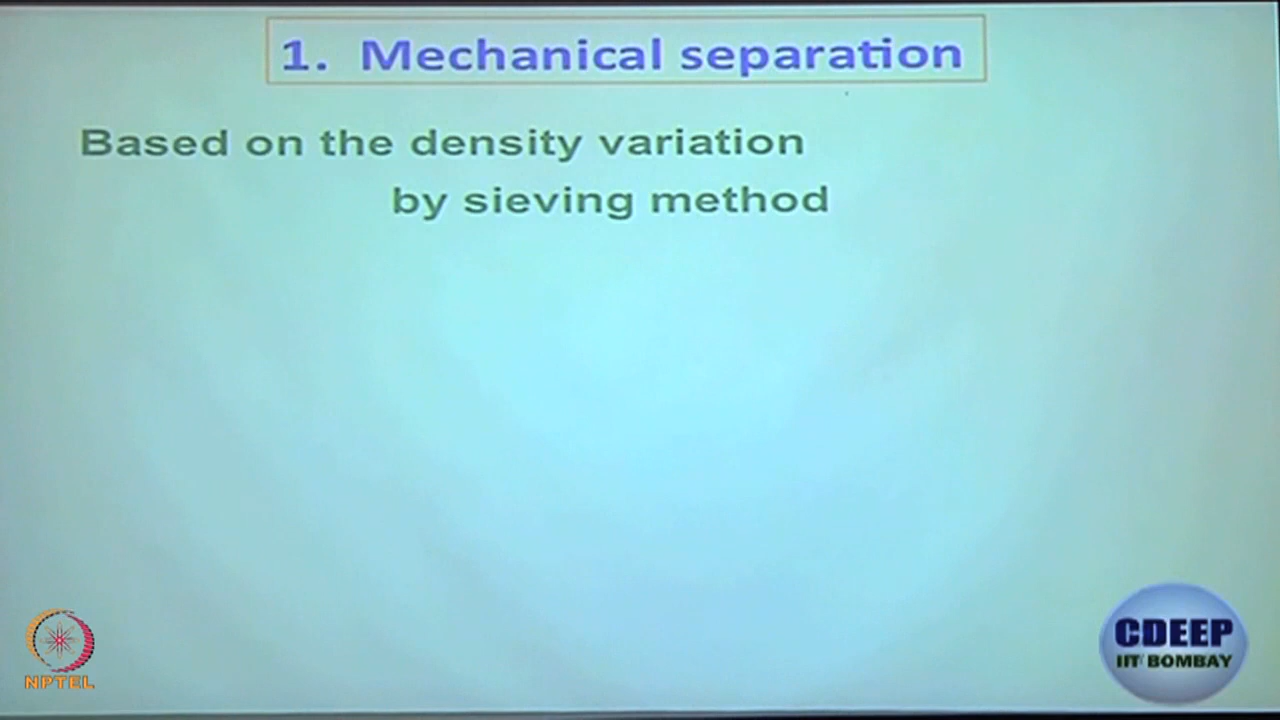 1. Mechanical separation
Based on the density variation
by sieving method
NPTEL
CDEEP
IIT BOMBAY